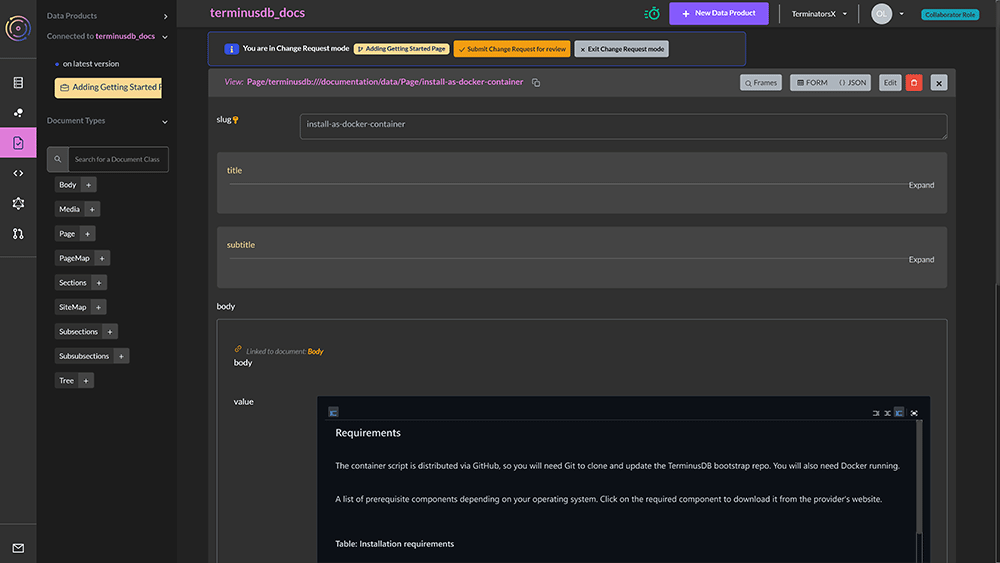 Data Products
Connected to terminusdb_docs
on latest version
Adding Getting Started P
Document Types
Search for a Document Class
Body +
Media +
Page +
PageMap +
Sections +
SiteMap +
Subsections +
Subsubsections +
Tree +
terminusdb_docs
+ New Data Product
TerminatorsX
OL
Collaborator Role
You are in Change Request mode
Adding Getting Started Page
Submit Change Request for review
Exit Change Request mode
View: Page/terminusdb:///documentation/data/Page/install-as-docker-container
Frames
FORM
JSON
Edit
slug
install-as-docker-container
title
Expand
subtitle
Expand
body
Linked to document: Body
body
value
Requirements
The container script is distributed via GitHub, so you will need Git to clone and update the TerminusDB bootstrap repo. You will also need Docker running.
A list of prerequisite components depending on your operating system. Click on the required component to download it from the provider's website.
Table: Installation requirements